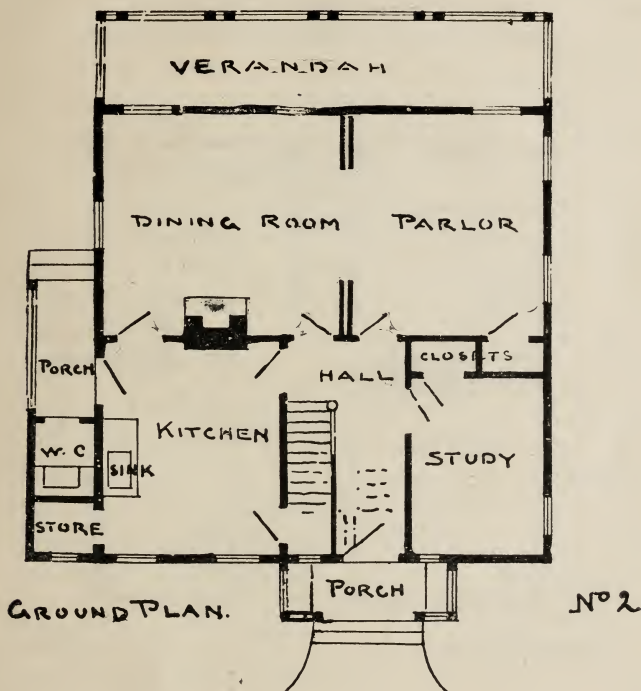 VERANDAH
DINING ROOM
PARLOR
PORCH
HALL
CLOSETS
KITCHEN
W.C
SINK
STUDY
STORE
PORCH
GROUND PLAN.
No 2